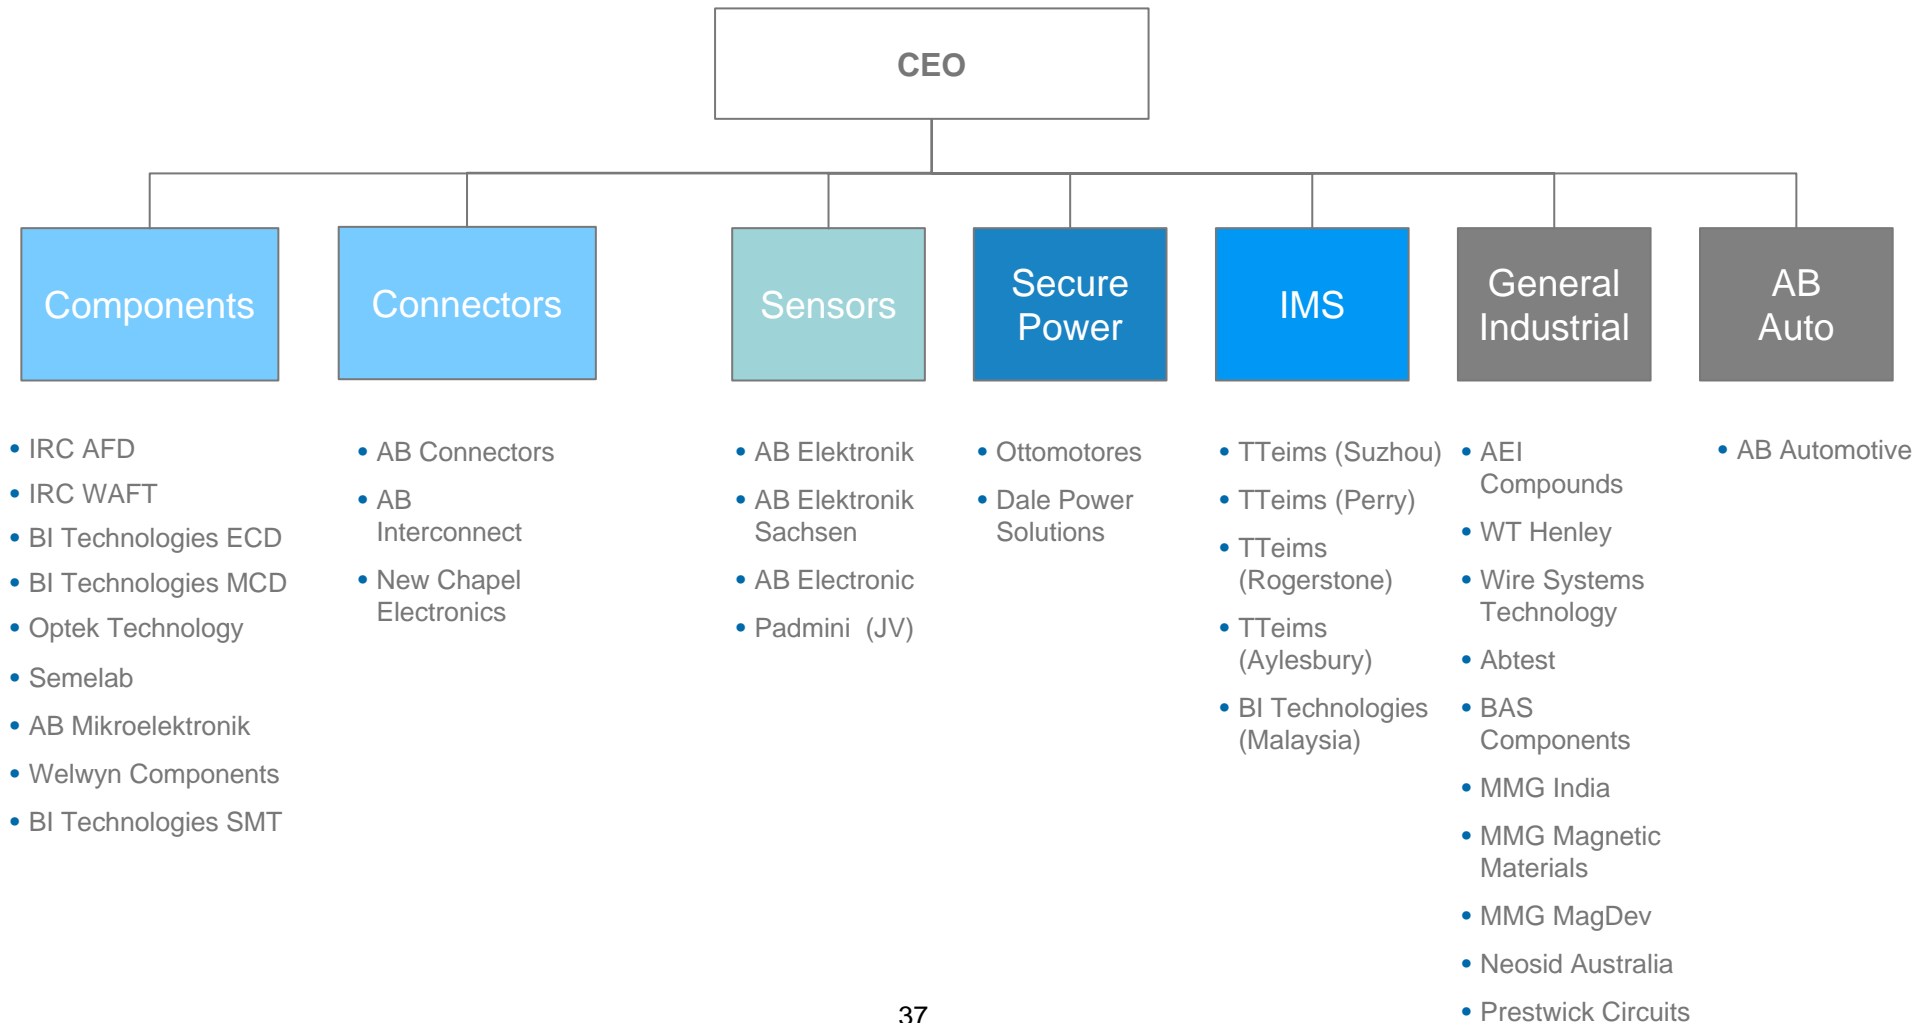 CEO
Components
Connectors
Sensors
Secure
Power
IMS
General
Industrial
AB
Auto
• IRC AFD
• IRC WAFT
• BI Technologies ECD
• BI Technologies MCD
• Optek Technology
• Semelab
• AB Mikroelektronik
• Welwyn Components
• BI Technologies SMT
• AB Connectors
• AB
Interconnect
• New Chapel
Electronics
• AB Elektronik
• AB Elektronik
Sachsen
• AB Electronic
• Padmini (JV)
• Ottomotores
• Dale Power
Solutions
• TTeims (Suzhou)
• TTeims (Perry)
• TTeims
(Rogerstone)
• TTeims
(Aylesbury)
• BI Technologies
(Malaysia)
• AEI
Compounds
• WT Henley
• Wire Systems
Technology
• Abtest
• BAS
Components
• MMG India
• MMG Magnetic
Materials
• MMG MagDev
• Neosid Australia
• Prestwick Circuits
• AB Automotive
37